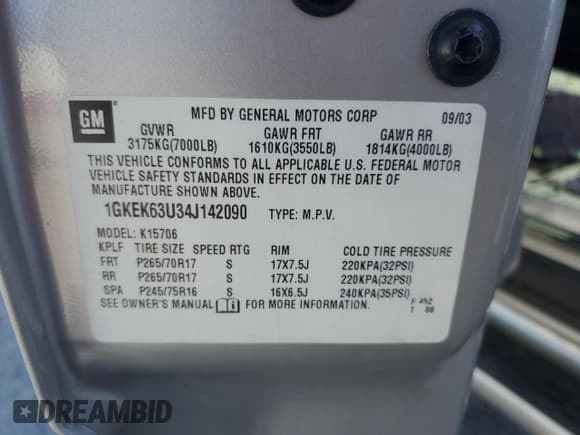 GM
MFD BY GENERAL MOTORS CORP 09/03
GVWR GAWR FRT GAWR RR
3175KG(7000LB) 1610KG(3550LB) 1814KG(4000LB)
THIS VEHICLE CONFORMS TO ALL APPLICABLE U.S. FEDERAL MOTOR
VEHICLE SAFETY STANDARDS IN EFFECT ON THE DATE OF
MANUFACTURE SHOWN ABOVE.
1GKEK63U34J142090 TYPE: M.P.V.
MODEL: K15706
KPLF TIRE SIZE SPEED RTG RIM COLD TIRE PRESSURE
FRT P265/70R17 S 17X7.5J 220KPA(32PSI)
RR P265/70R17 S 17X7.5J 220KPA(32PSI)
SPA P245/75R16 S 16X6.5J 240KPA(35PSI)
SEE OWNER'S MANUAL FOR MORE INFORMATION.
F 452
T 88
DREAMBID